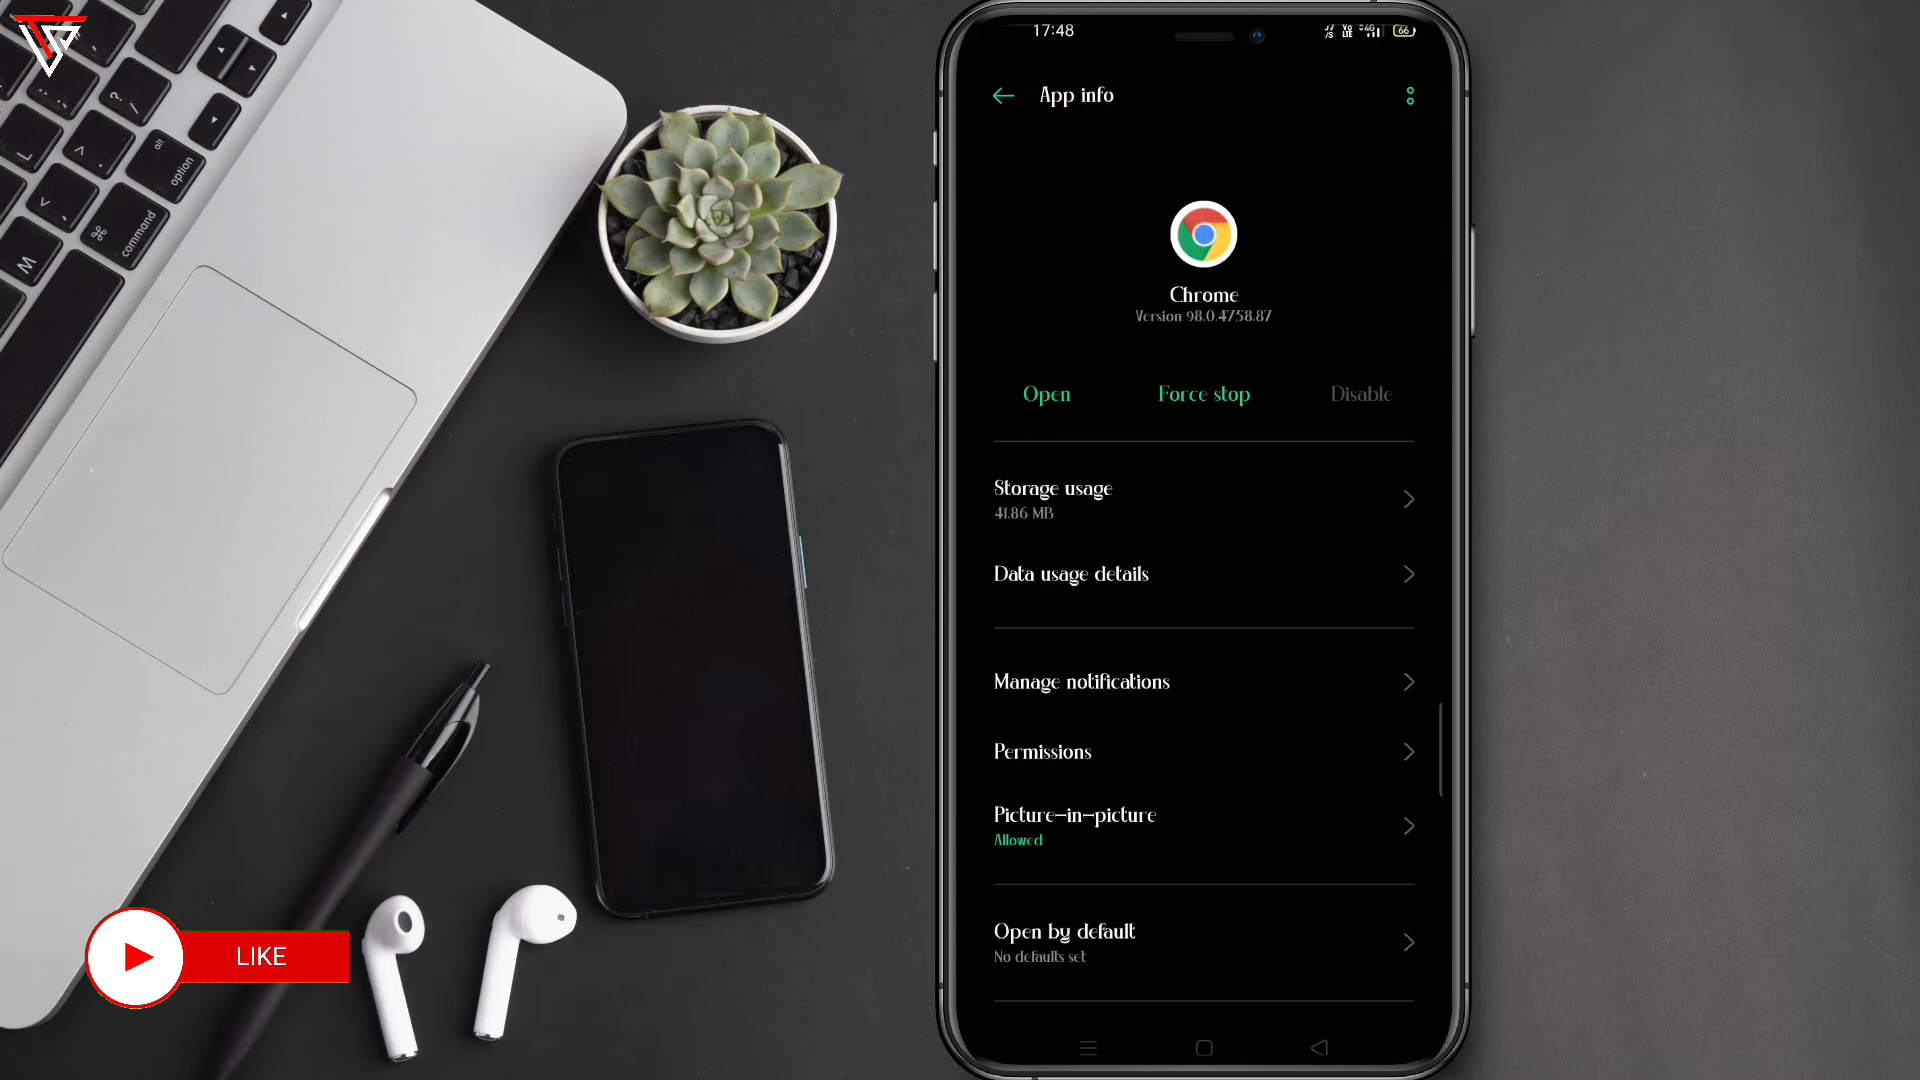 17:48
66
App info
Chrome
Version 98.0.4758.87
Open
Force stop
Disable
Storage usage
41.86 MB
Data usage details
Manage notifications
Permissions
Picture-in-picture
Allowed
Open by default
No defaults set
LIKE
alt
option
⌘
command
M